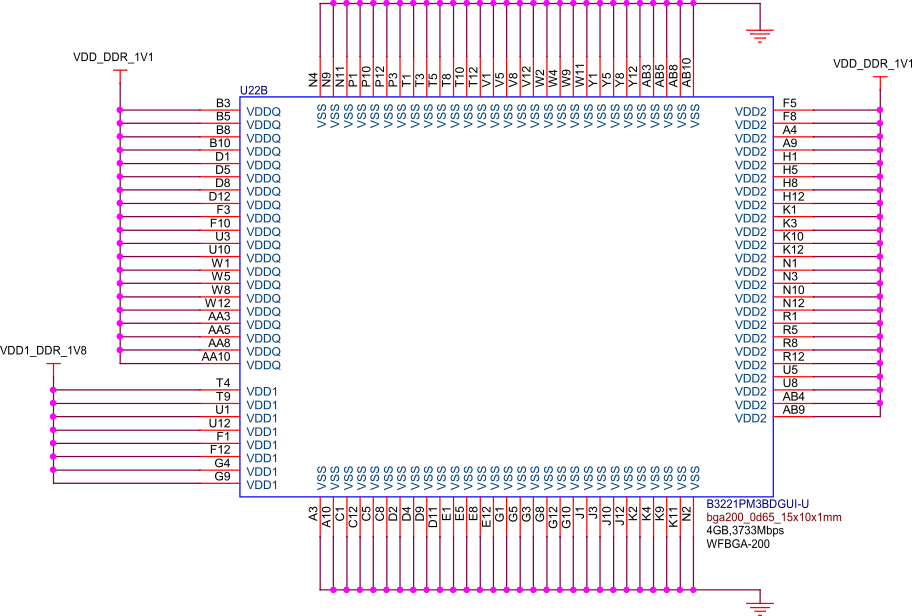 VDD_DDR_1V1
VDD_DDR_1V1
N4 N9 N11 P1 P10 P12 P3 T1 T3 T5 T8 T10 T12 V1 V5 V8 V12 W2 W4 W9 W11 Y1 Y5 Y8 Y12 AB3 AB5 AB8 AB10
U22B
VSS VSS VSS VSS VSS VSS VSS VSS VSS VSS VSS VSS VSS VSS VSS VSS VSS VSS VSS VSS VSS VSS VSS VSS VSS VSS VSS VSS VSS
B3 VDDQ VDD2 F5
B5 VDDQ VDD2 F8
B8 VDDQ VDD2 A4
B10 VDDQ VDD2 A9
D1 VDDQ VDD2 H1
D5 VDDQ VDD2 H5
D8 VDDQ VDD2 H8
D12 VDDQ VDD2 H12
F3 VDDQ VDD2 K1
F10 VDDQ VDD2 K3
U3 VDDQ VDD2 K10
U10 VDDQ VDD2 K12
W1 VDDQ VDD2 N1
W5 VDDQ VDD2 N3
W8 VDDQ VDD2 N10
W12 VDDQ VDD2 N12
AA3 VDDQ VDD2 R1
AA5 VDDQ VDD2 R5
AA8 VDDQ VDD2 R8
AA10 VDDQ VDD2 R12
VDD1_DDR_1V8
VDD2 U5
T4 VDD1 VDD2 U8
T9 VDD1 VDD2 AB4
U1 VDD1 VDD2 AB9
U12 VDD1
F1 VDD1
F12 VDD1
G4 VDD1
G9 VDD1
VSS VSS VSS VSS VSS VSS VSS VSS VSS VSS VSS VSS VSS VSS VSS VSS VSS VSS VSS VSS VSS VSS VSS VSS VSS VSS VSS VSS VSS
A3 A10 C1 C12 C5 C8 D2 D4 D9 D11 E1 E5 E8 E12 G1 G5 G3 G8 G12 G10 J1 J3 J10 J12 K2 K4 K9 K11 N2
B3221PM3BDGUI-U
bga200_0d65_15x10x1mm
4GB,3733Mbps
WFBGA-200